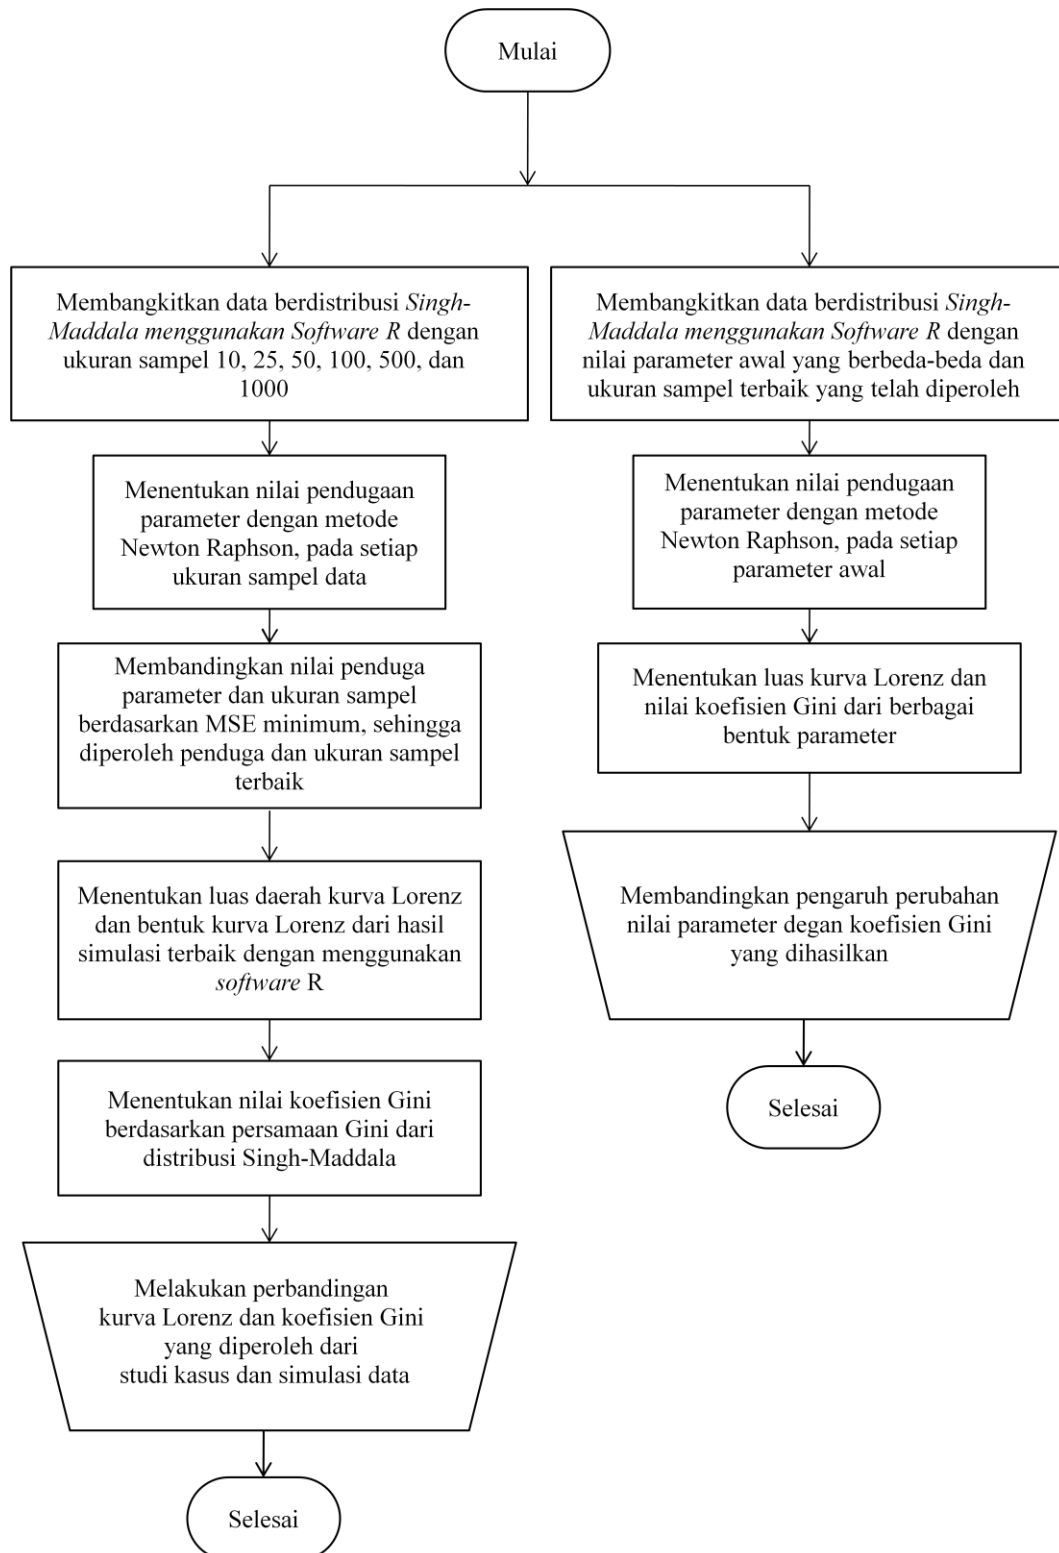 Mulai
Membangkitkan data berdistribusi Singh-
Maddala menggunakan Software R dengan
ukuran sampel 10, 25, 50, 100, 500, dan
1000
Menentukan nilai pendugaan
parameter dengan metode
Newton Raphson, pada setiap
ukuran sampel data
Membandingkan nilai penduga
parameter dan ukuran sampel
berdasarkan MSE minimum, sehingga
diperoleh penduga dan ukuran sampel
terbaik
Menentukan luas daerah kurva Lorenz
dan bentuk kurva Lorenz dari hasil
simulasi terbaik dengan menggunakan
software R
Menentukan nilai koefisien Gini
berdasarkan persamaan Gini dari
distribusi Singh-Maddala
Melakukan perbandingan
kurva Lorenz dan koefisien Gini
yang diperoleh dari
studi kasus dan simulasi data
Selesai
Membangkitkan data berdistribusi Singh-
Maddala menggunakan Software R dengan
nilai parameter awal yang berbeda-beda dan
ukuran sampel terbaik yang telah diperoleh
Menentukan nilai pendugaan
parameter dengan metode
Newton Raphson, pada setiap
parameter awal
Menentukan luas kurva Lorenz dan
nilai koefisien Gini dari berbagai
bentuk parameter
Membandingkan pengaruh perubahan
nilai parameter degan koefisien Gini
yang dihasilkan
Selesai